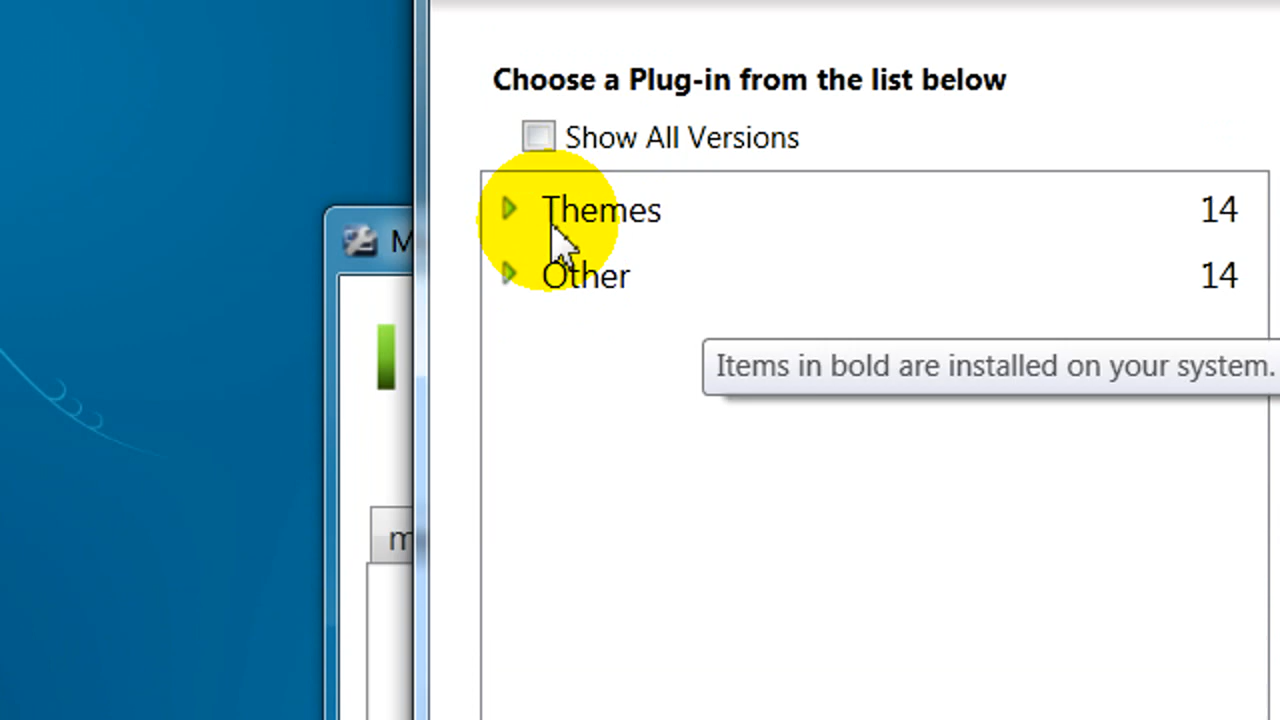 Choose a Plug-in from the list below
Show All Versions
Themes 14
Other 14
Items in bold are installed on your system.
M
m